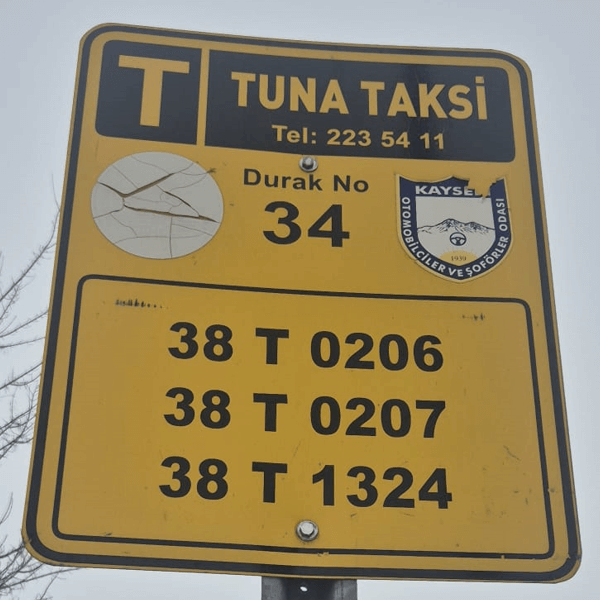 T
TUNA TAKSİ
Tel: 223 54 11
Durak No
34
KAYSE
OTOMOBİLCİLER VE ŞOFÖRLER ODASI
38 T 0206
38 T 0207
38 T 1324